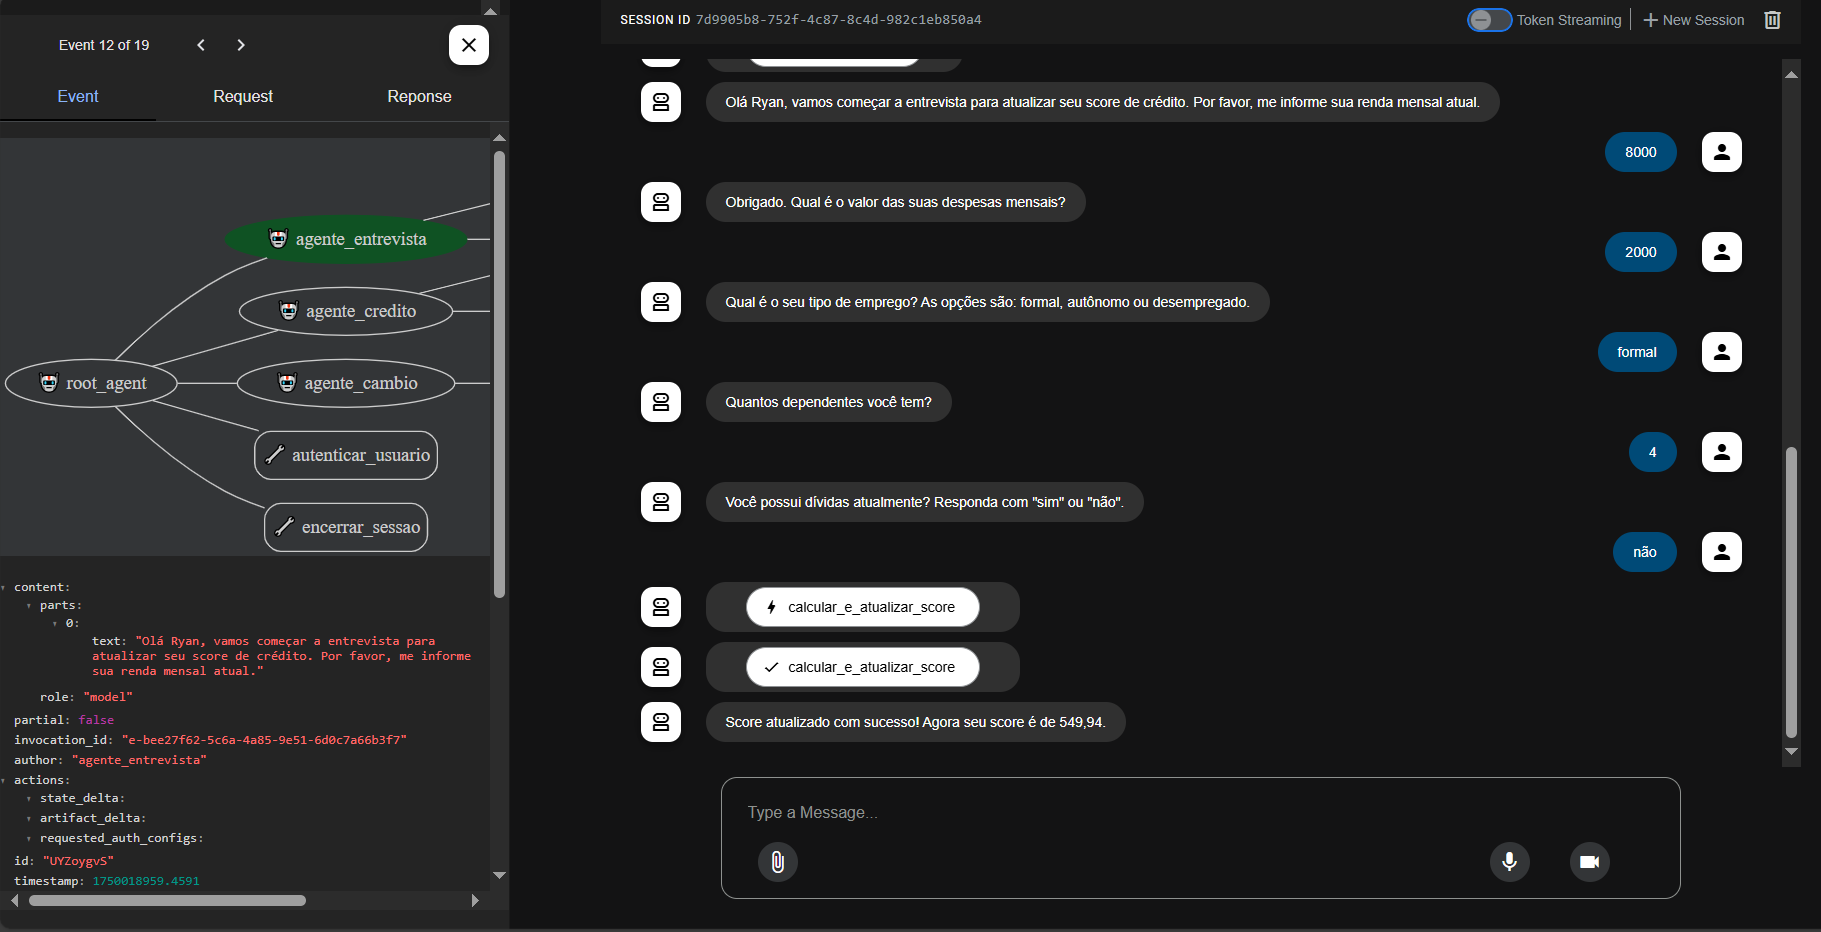 Event 12 of 19
Event
Request
Reponse
agente_entrevista
agente_credito
root_agent
agente_cambio
autenticar_usuario
encerrar_sessao
content:
parts:
0:
text: "Olá Ryan, vamos começar a entrevista para
atualizar seu score de crédito. Por favor, me informe
sua renda mensal atual."
role: "model"
partial: false
invocation_id: "e-bee27f62-5c6a-4a85-9e51-6d0c7a66b3f7"
author: "agente_entrevista"
actions:
state_delta:
artifact_delta:
requested_auth_configs:
id: "UYZoygvS"
timestamp: 1750018959.4591
SESSION ID 7d9905b8-752f-4c87-8c4d-982c1eb850a4
Token Streaming
New Session
Olá Ryan, vamos começar a entrevista para atualizar seu score de crédito. Por favor, me informe sua renda mensal atual.
8000
Obrigado. Qual é o valor das suas despesas mensais?
2000
Qual é o seu tipo de emprego? As opções são: formal, autônomo ou desempregado.
formal
Quantos dependentes você tem?
4
Você possui dívidas atualmente? Responda com "sim" ou "não".
não
calcular_e_atualizar_score
calcular_e_atualizar_score
Score atualizado com sucesso! Agora seu score é de 549,94.
Type a Message...